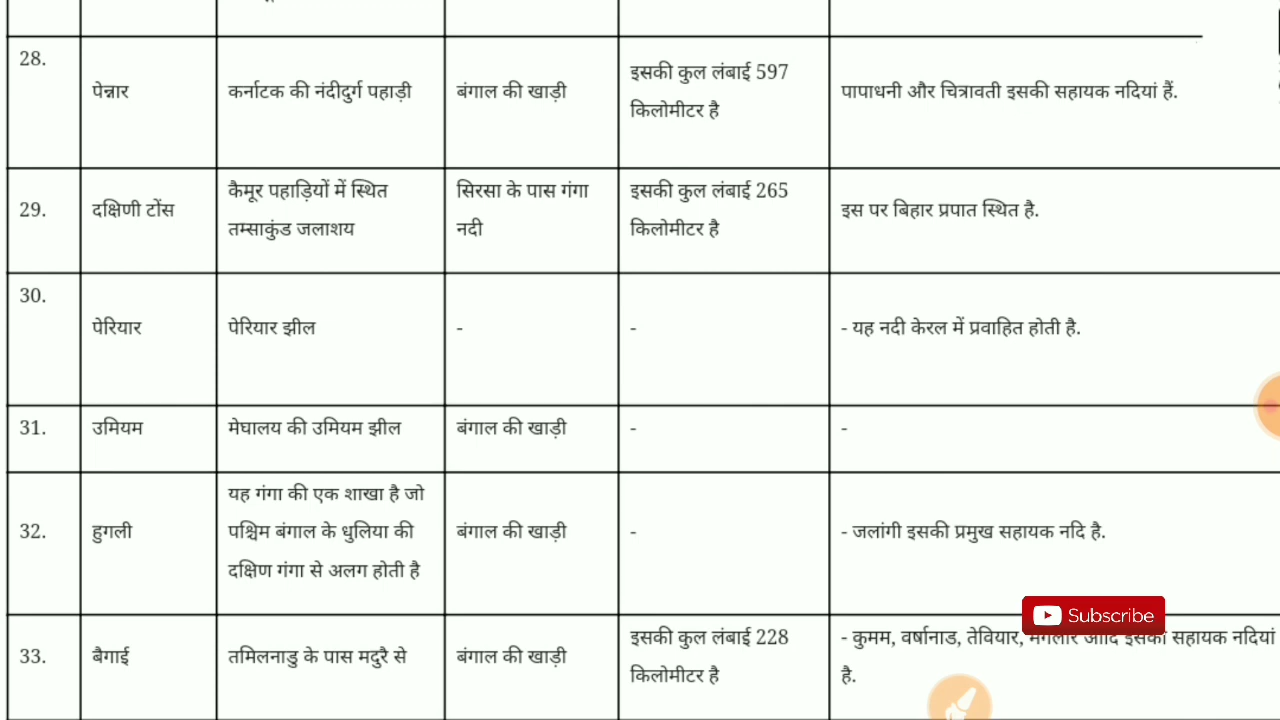 28.
पेन्नार
कर्नाटक की नंदीदुर्ग पहाड़ी
बंगाल की खाड़ी
इसकी कुल लंबाई 597
किलोमीटर है
पापाधनी और चित्रावती इसकी सहायक नदियां हैं.
29.
दक्षिणी टोंस
कैमूर पहाड़ियों में स्थित
तम्साकुंड जलाशय
सिरसा के पास गंगा
नदी
इसकी कुल लंबाई 265
किलोमीटर है
इस पर बिहार प्रपात स्थित है.
30.
पेरियार
पेरियार झील
-
-
- यह नदी केरल में प्रवाहित होती है.
31.
उमियम
मेघालय की उमियम झील
बंगाल की खाड़ी
-
-
32.
हुगली
यह गंगा की एक शाखा है जो
पश्चिम बंगाल के धुलिया की
दक्षिण गंगा से अलग होती है
बंगाल की खाड़ी
-
- जलांगी इसकी प्रमुख सहायक नदि है.
Subscribe
33.
बैगाई
तमिलनाडु के पास मदुरै से
बंगाल की खाड़ी
इसकी कुल लंबाई 228
किलोमीटर है
- कुमम, वर्षानाड, तेवियार, सहायक नदियां
है.